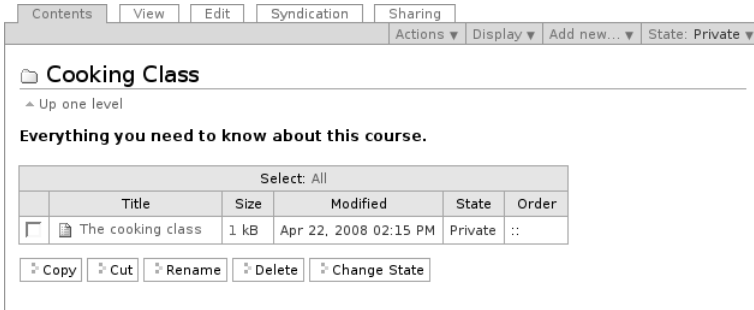 Contents View Edit Syndication Sharing
Actions ▼ Display ▼ Add new... ▼ State: Private ▼
Cooking Class
Up one level
Everything you need to know about this course.
Select: All
Title Size Modified State Order
The cooking class 1 kB Apr 22, 2008 02:15 PM Private ::
Copy Cut Rename Delete Change State